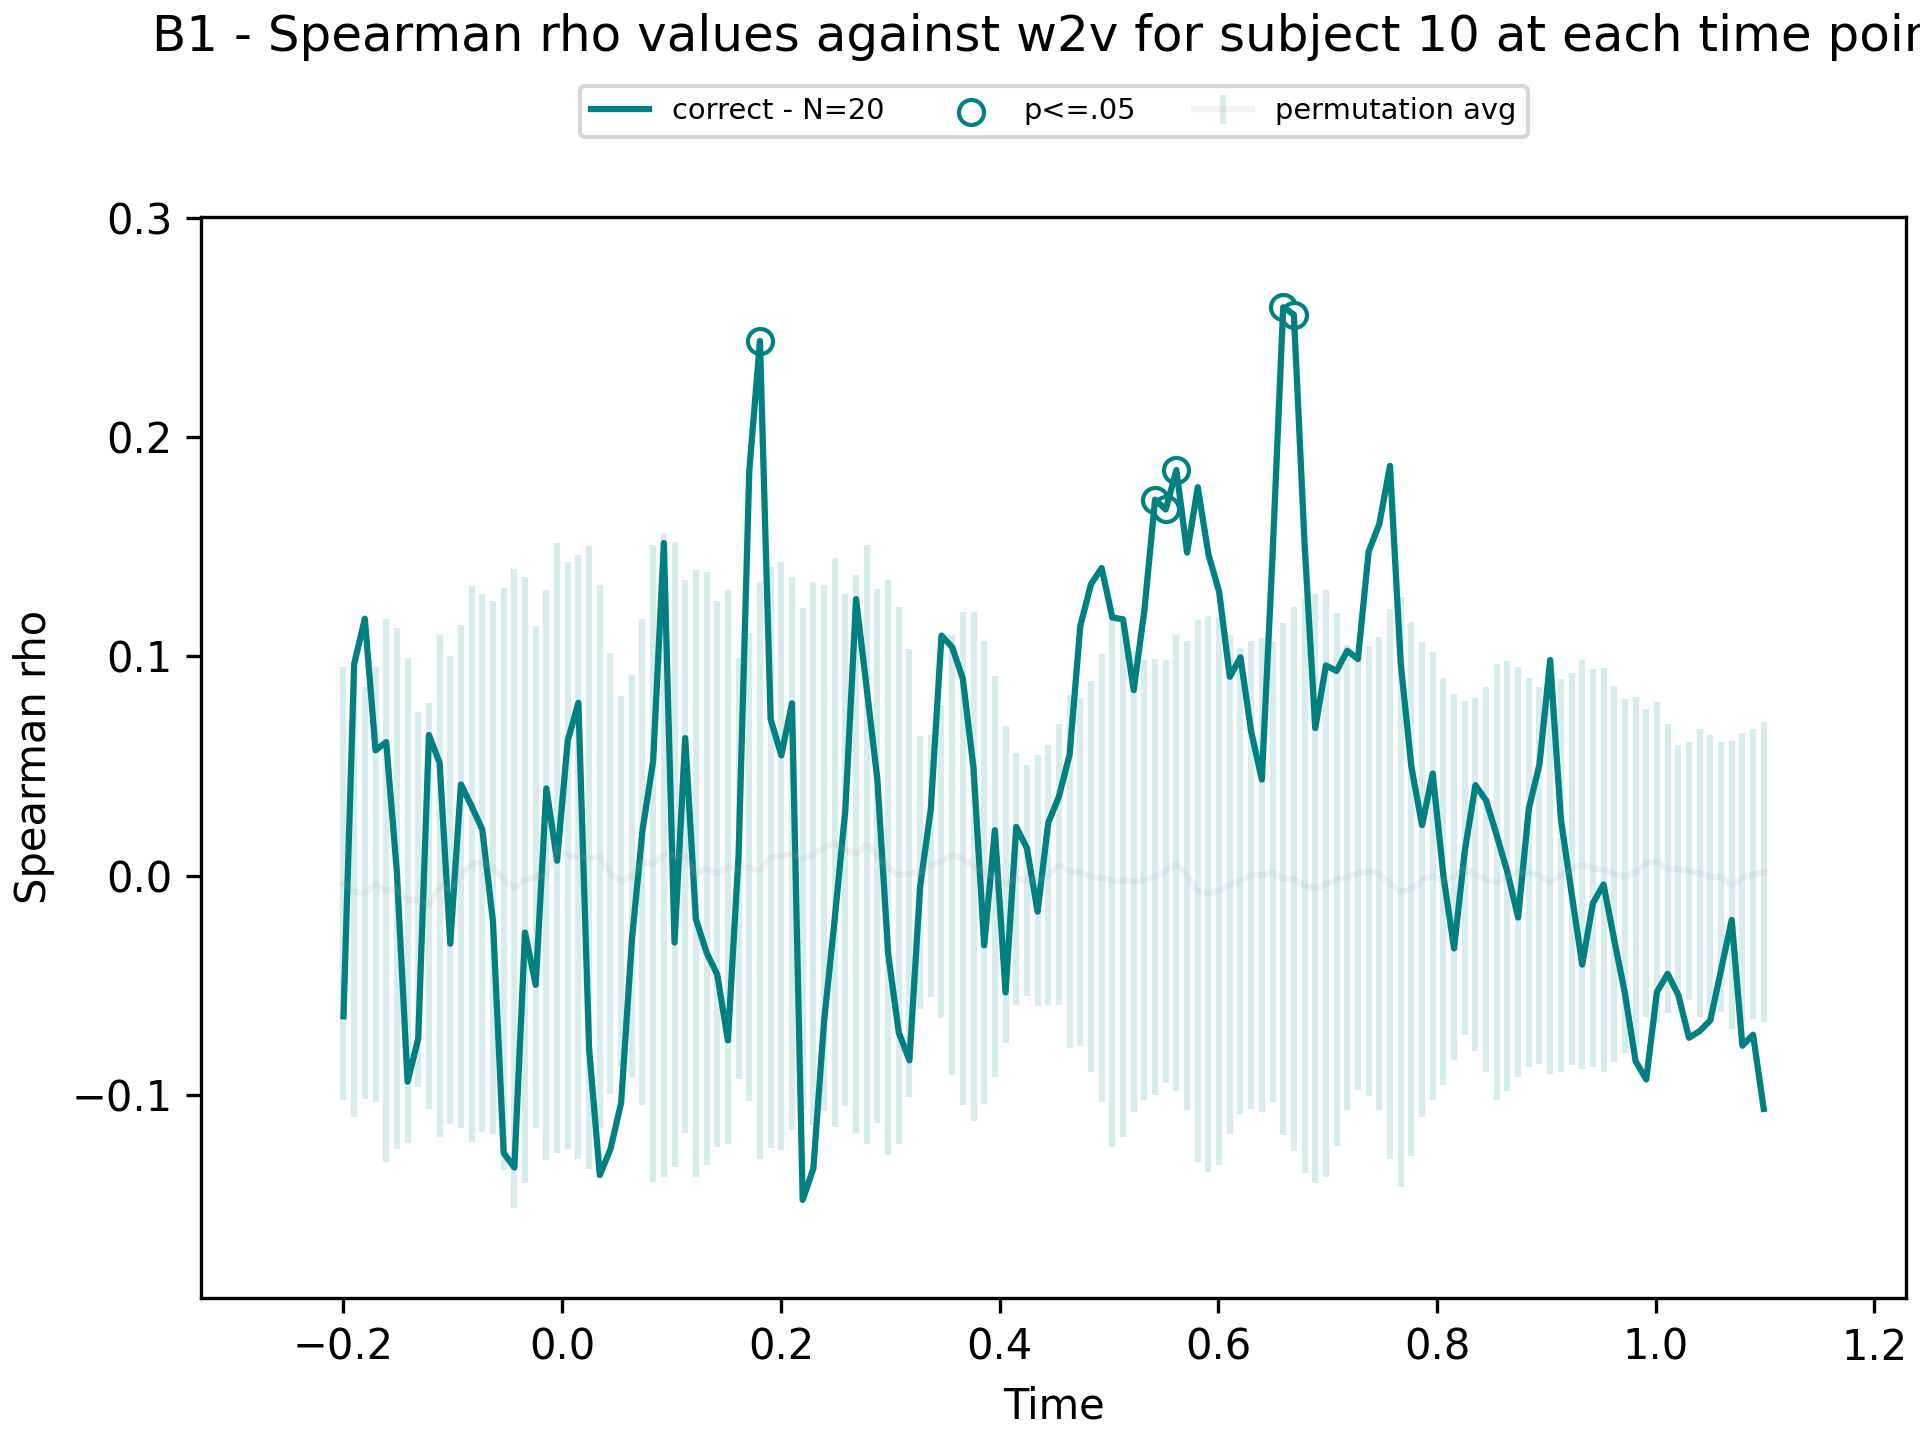 B1 - Spearman rho values against w2v for subject 10 at each time
correct - N=20 p<=.05 permutation avg
0.3
0.2
0.1
0.0
−0.1
Spearman rho
−0.2 0.0 0.2 0.4 0.6 0.8 1.0 1.2
Time